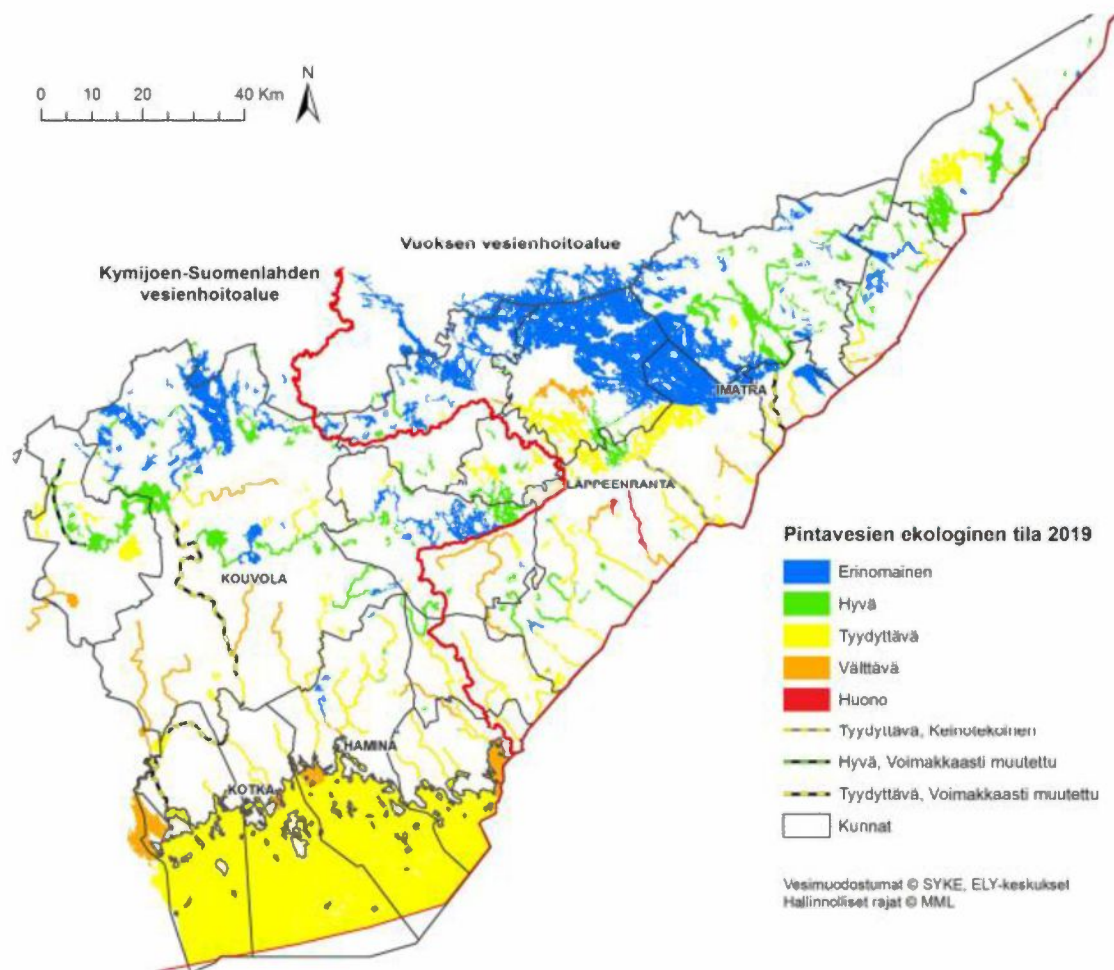 N
0 10 20 40 Km
Vuoksen vesienhoitoalue
Kymijoen-Suomenlahden
vesienhoitoalue
IMATRA
LAPPEENRANTA
KOUVOLA
HAMINA
KOTKA
Pintavesien ekologinen tila 2019
Erinomainen
Hyvä
Tyydyttävä
Välttävä
Huono
Tyydyttävä, Keinotekoinen
Hyvä, Voimakkaasti muutettu
Tyydyttävä, Voimakkaasti muutettu
Kunnat
Vesimuodostumat © SYKE, ELY-keskukset
Hallinnolliset rajat © MML